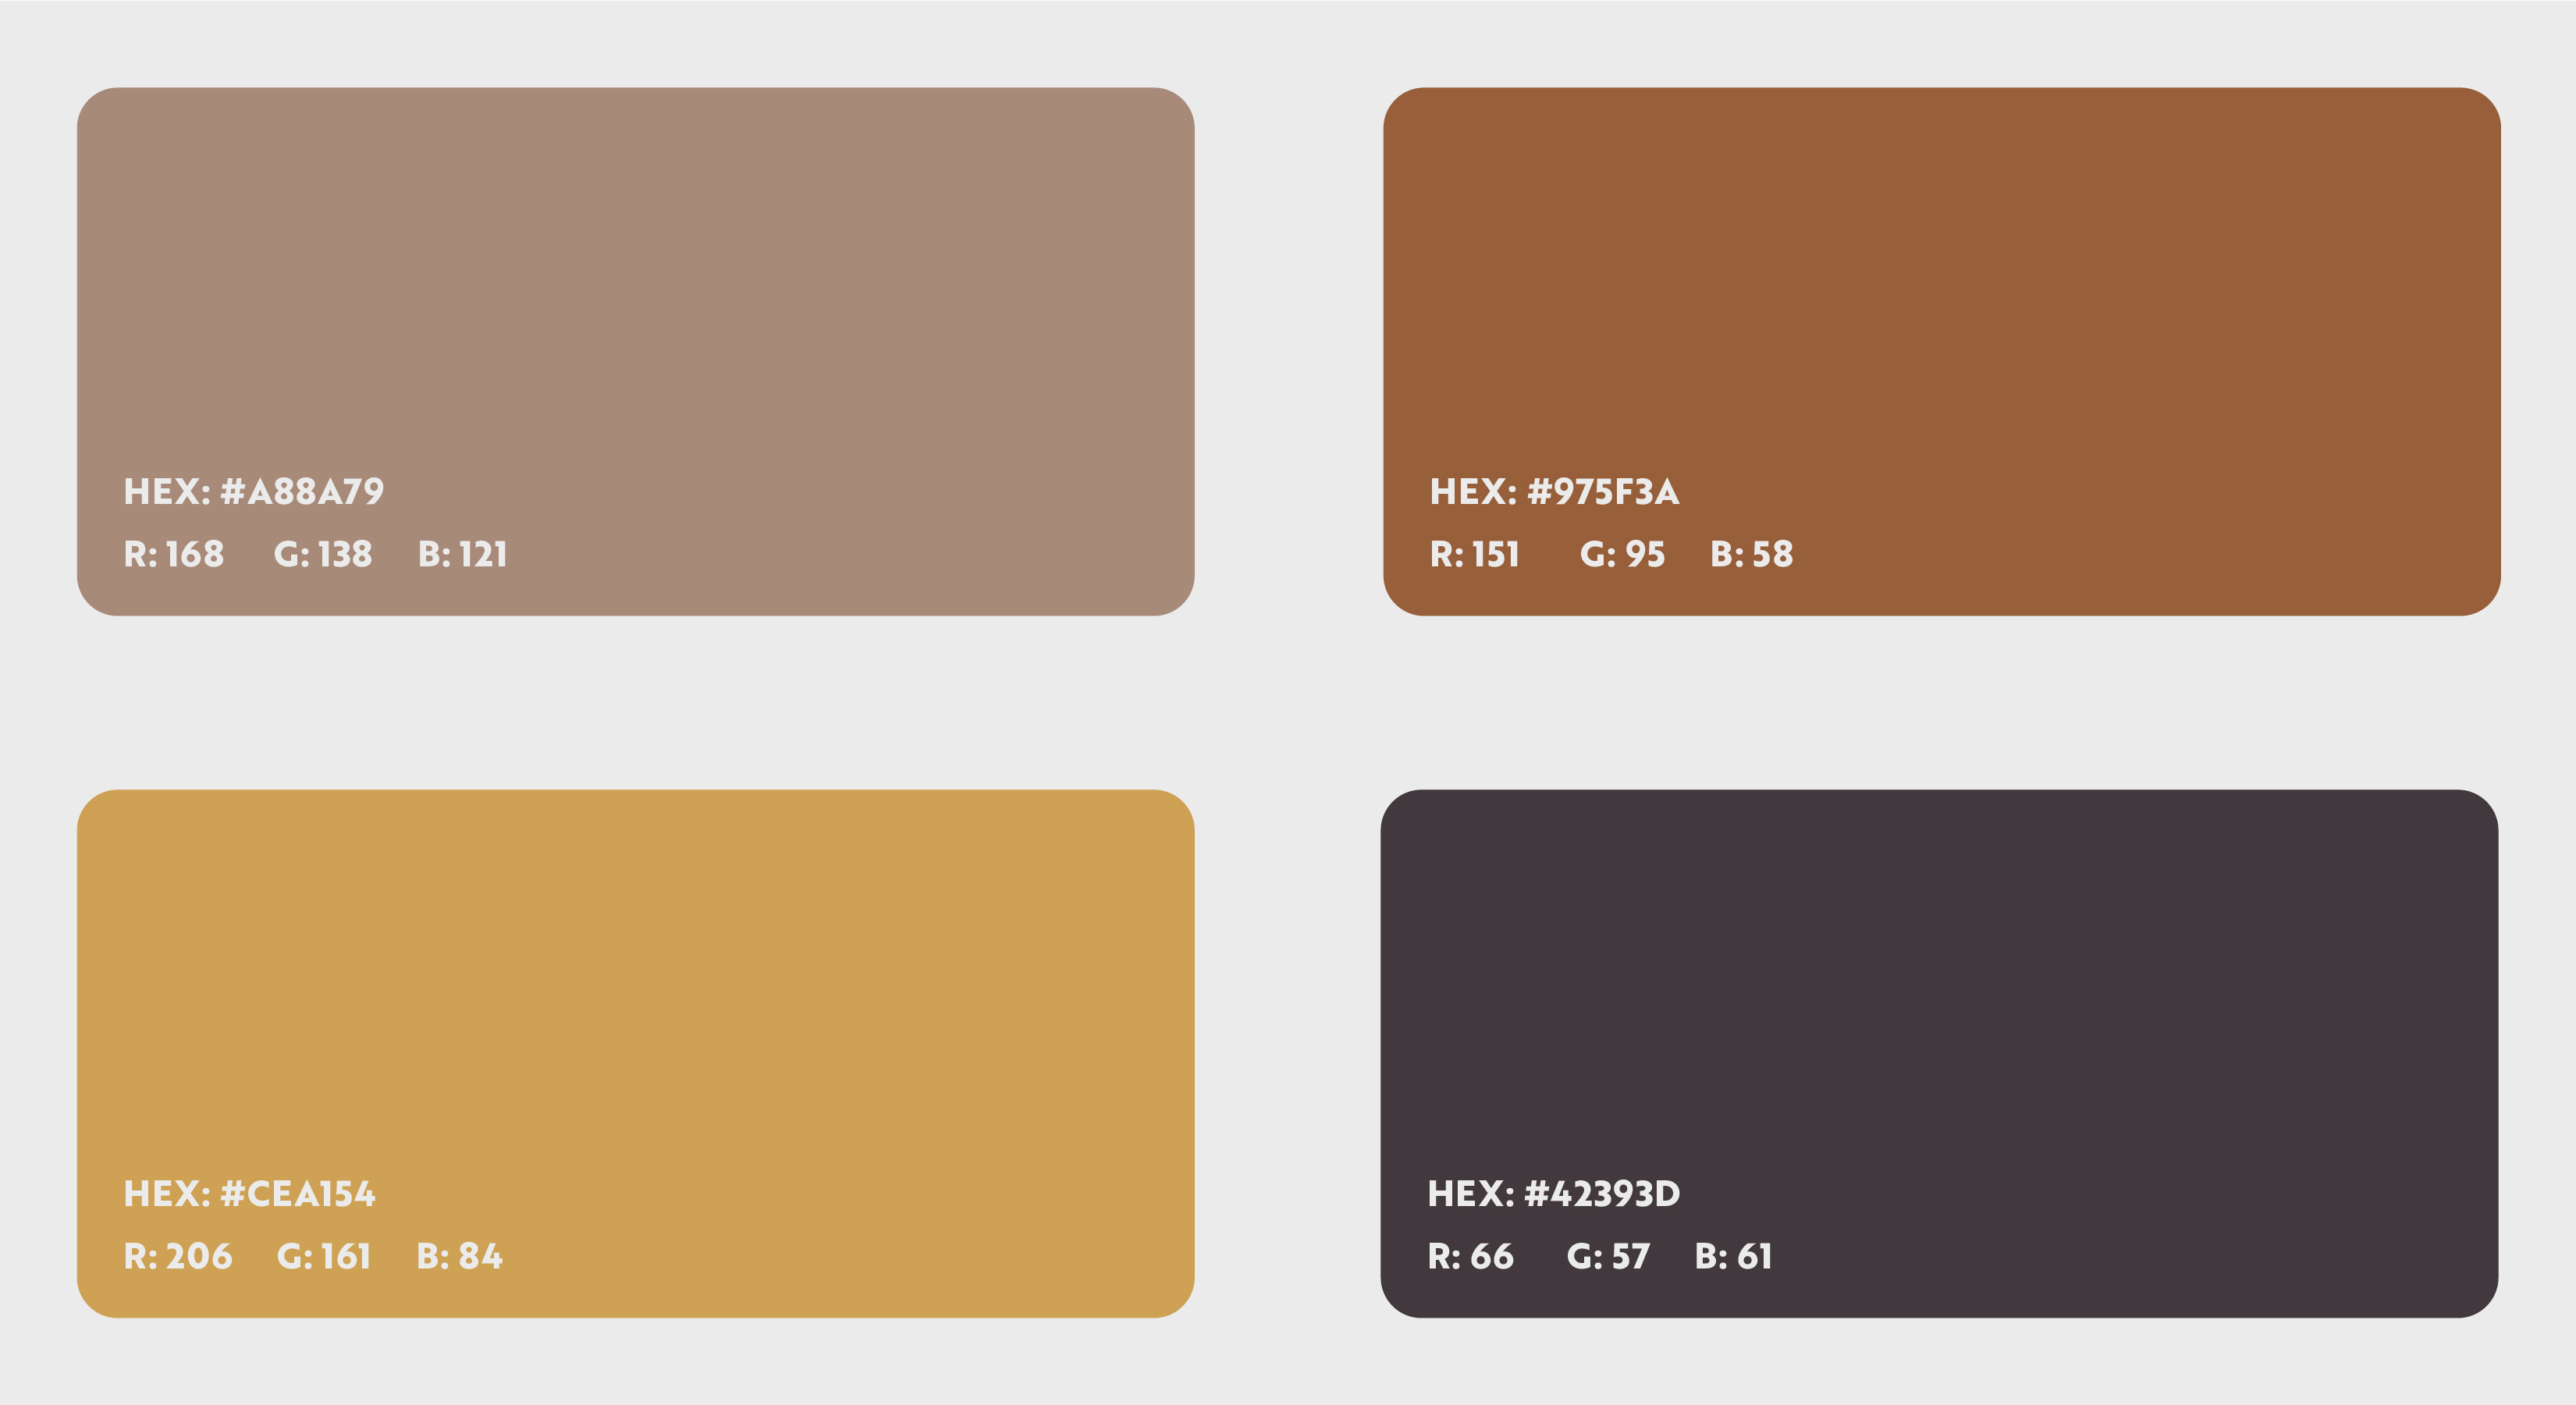 HEX: #A88A79
R: 168 G: 138 B: 121
HEX: #975F3A
R: 151 G: 95 B: 58
HEX: #CEA154
R: 206 G: 161 B: 84
HEX: #42393D
R: 66 G: 57 B: 61